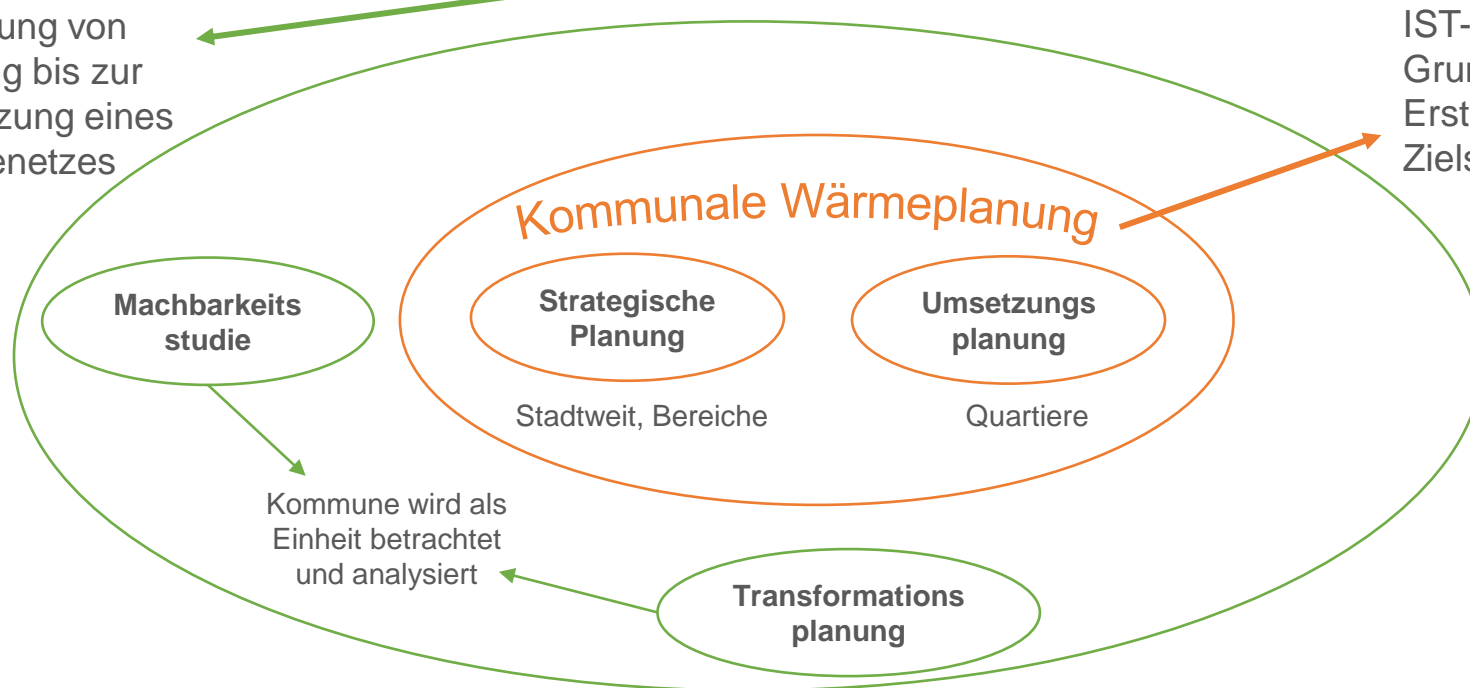 ung von
g bis zur
zung eines
enetzes
IST-
Grun
Erst
Ziels
Kommunale Wärmeplanung
Machbarkeits
studie
Strategische
Planung
Umsetzungs
planung
Stadtweit, Bereiche
Quartiere
Kommune wird als
Einheit betrachtet
und analysiert
Transformations
planung